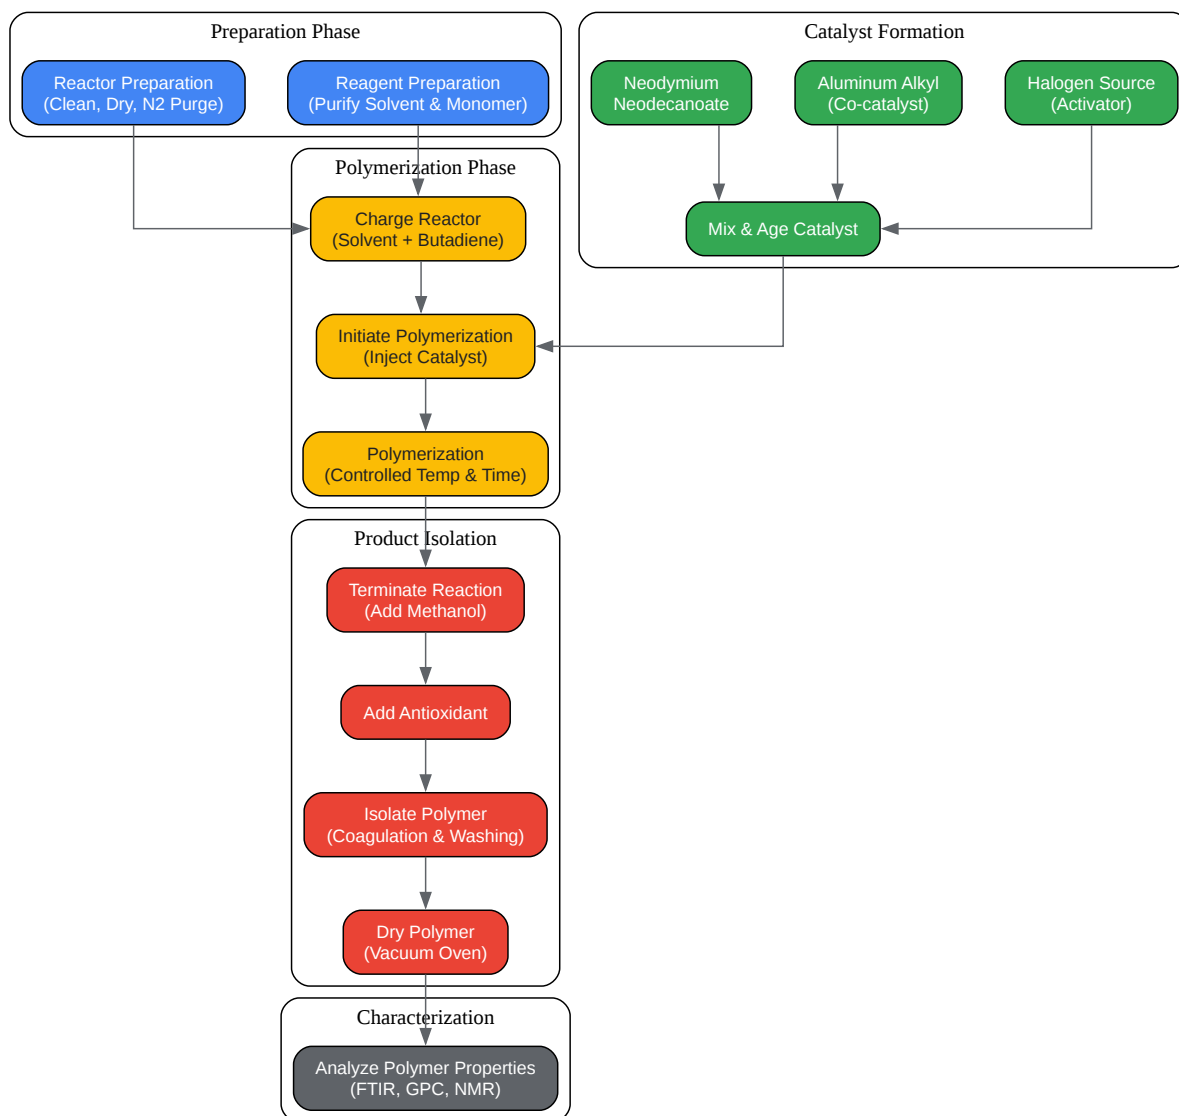 Preparation Phase
Reactor Preparation
(Clean, Dry, N2 Purge)
Reagent Preparation
(Purify Solvent & Monomer)
Catalyst Formation
Neodymium
Neodecanoate
Aluminum Alkyl
(Co-catalyst)
Halogen Source
(Activator)
Mix & Age Catalyst
Polymerization Phase
Charge Reactor
(Solvent + Butadiene)
Initiate Polymerization
(Inject Catalyst)
Polymerization
(Controlled Temp & Time)
Product Isolation
Terminate Reaction
(Add Methanol)
Add Antioxidant
Isolate Polymer
(Coagulation & Washing)
Dry Polymer
(Vacuum Oven)
Characterization
Analyze Polymer Properties
(FTIR, GPC, NMR)